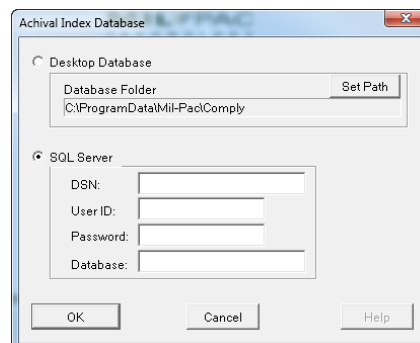 Achival Index Database
Desktop Database
Database Folder
Set Path
C:\ProgramData\Mil-Pac\Comply
SQL Server
DSN:
User ID:
Password:
Database:
OK
Cancel
Help